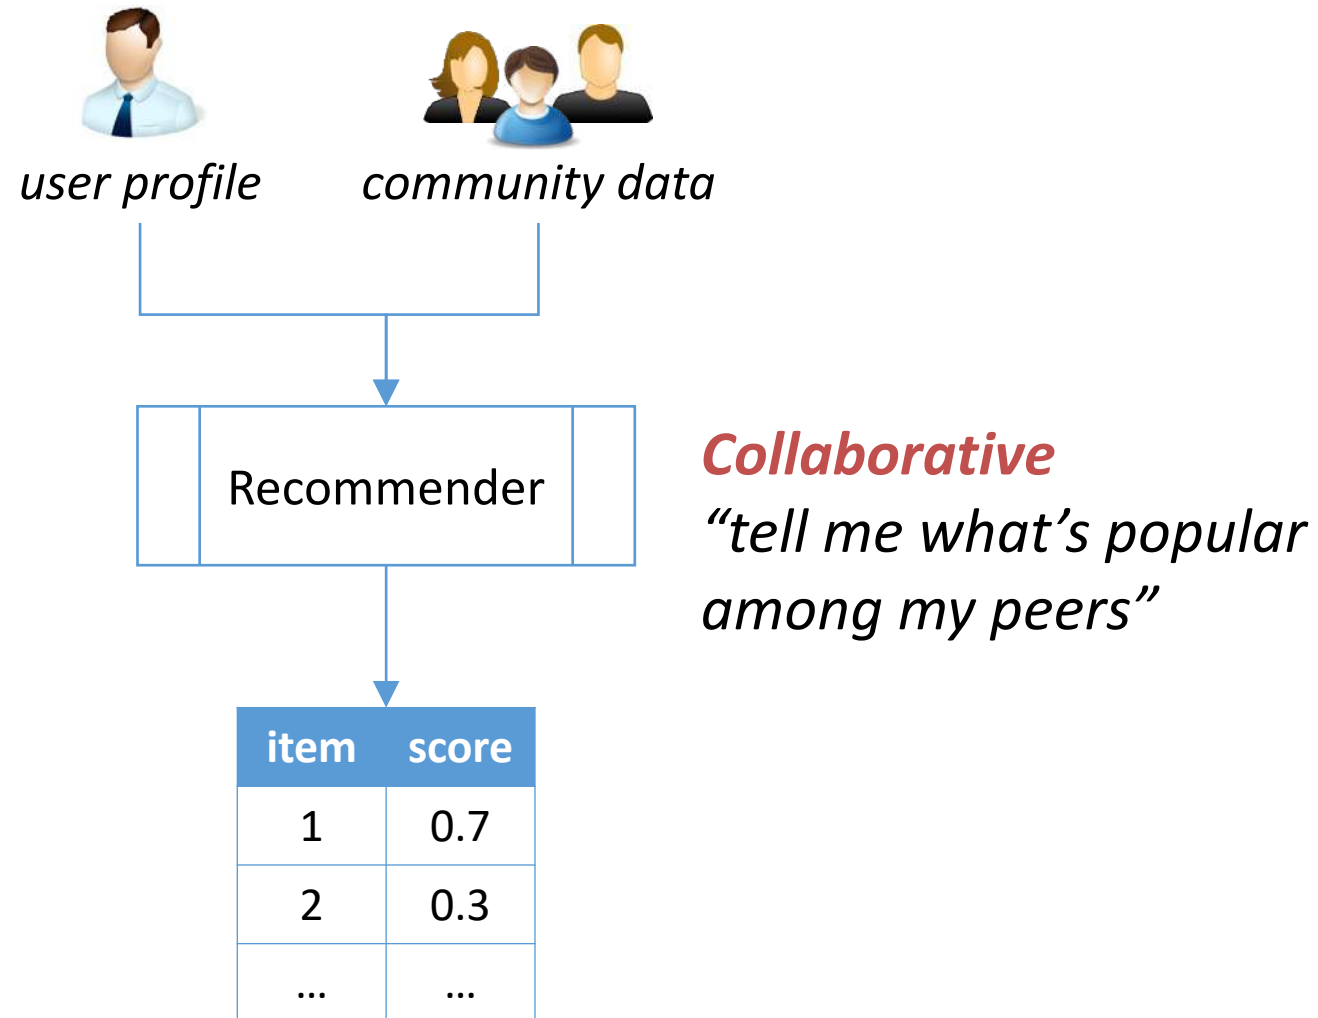 user profile
community data
Recommender
Collaborative
“tell me what’s popular
among my peers”
item score
1 0.7
2 0.3
... ...